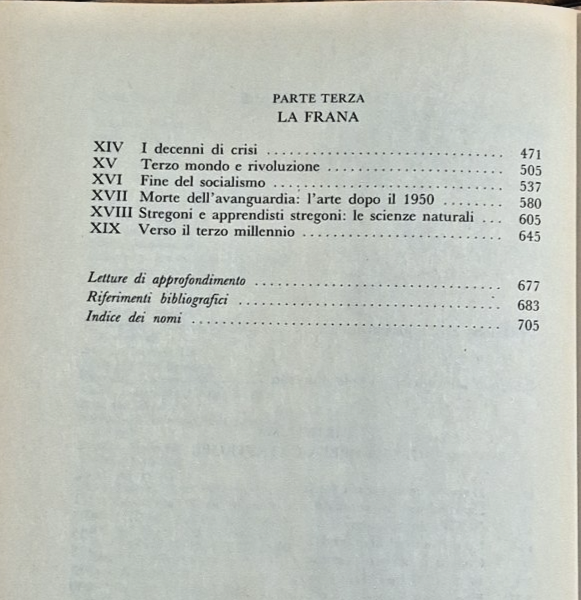 PARTE TERZA
LA FRANA
XIV I decenni di crisi ................................ 471
XV Terzo mondo e rivoluzione ........................ 505
XVI Fine del socialismo ............................... 537
XVII Morte dell'avanguardia: l'arte dopo il 1950 ........ 580
XVIII Stregoni e apprendisti stregoni: le scienze naturali ... 605
XIX Verso il terzo millennio ........................... 645
Letture di approfondimento ................................. 677
Riferimenti bibliografici .................................... 683
Indice dei nomi .......................................... 705